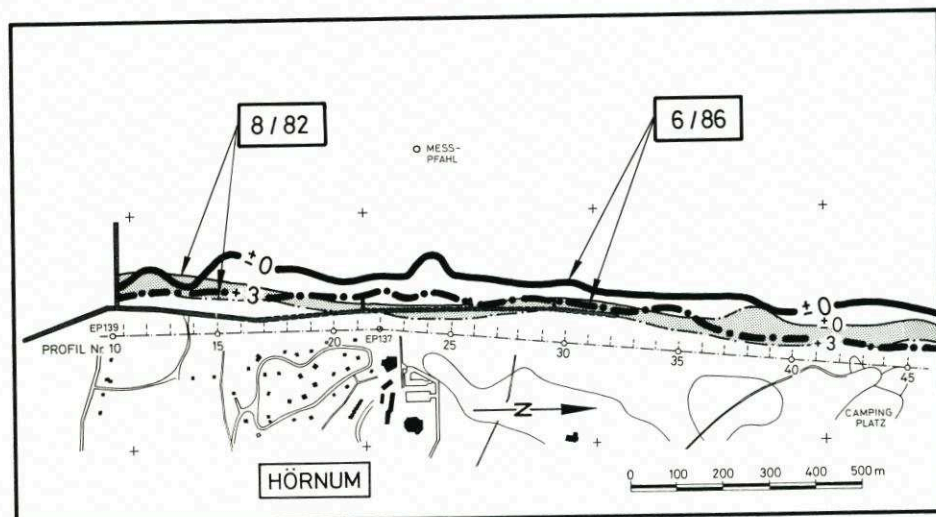 8 / 82
6 / 86
MESS-
PFAHL
± 0
+ 3
± 0
± 0
+ 3
EP139
PROFIL Nr. 10
15
20
EP137
25
30
35
40
45
N
CAMPING
PLATZ
HÖRNUM
0 100 200 300 400 500 m